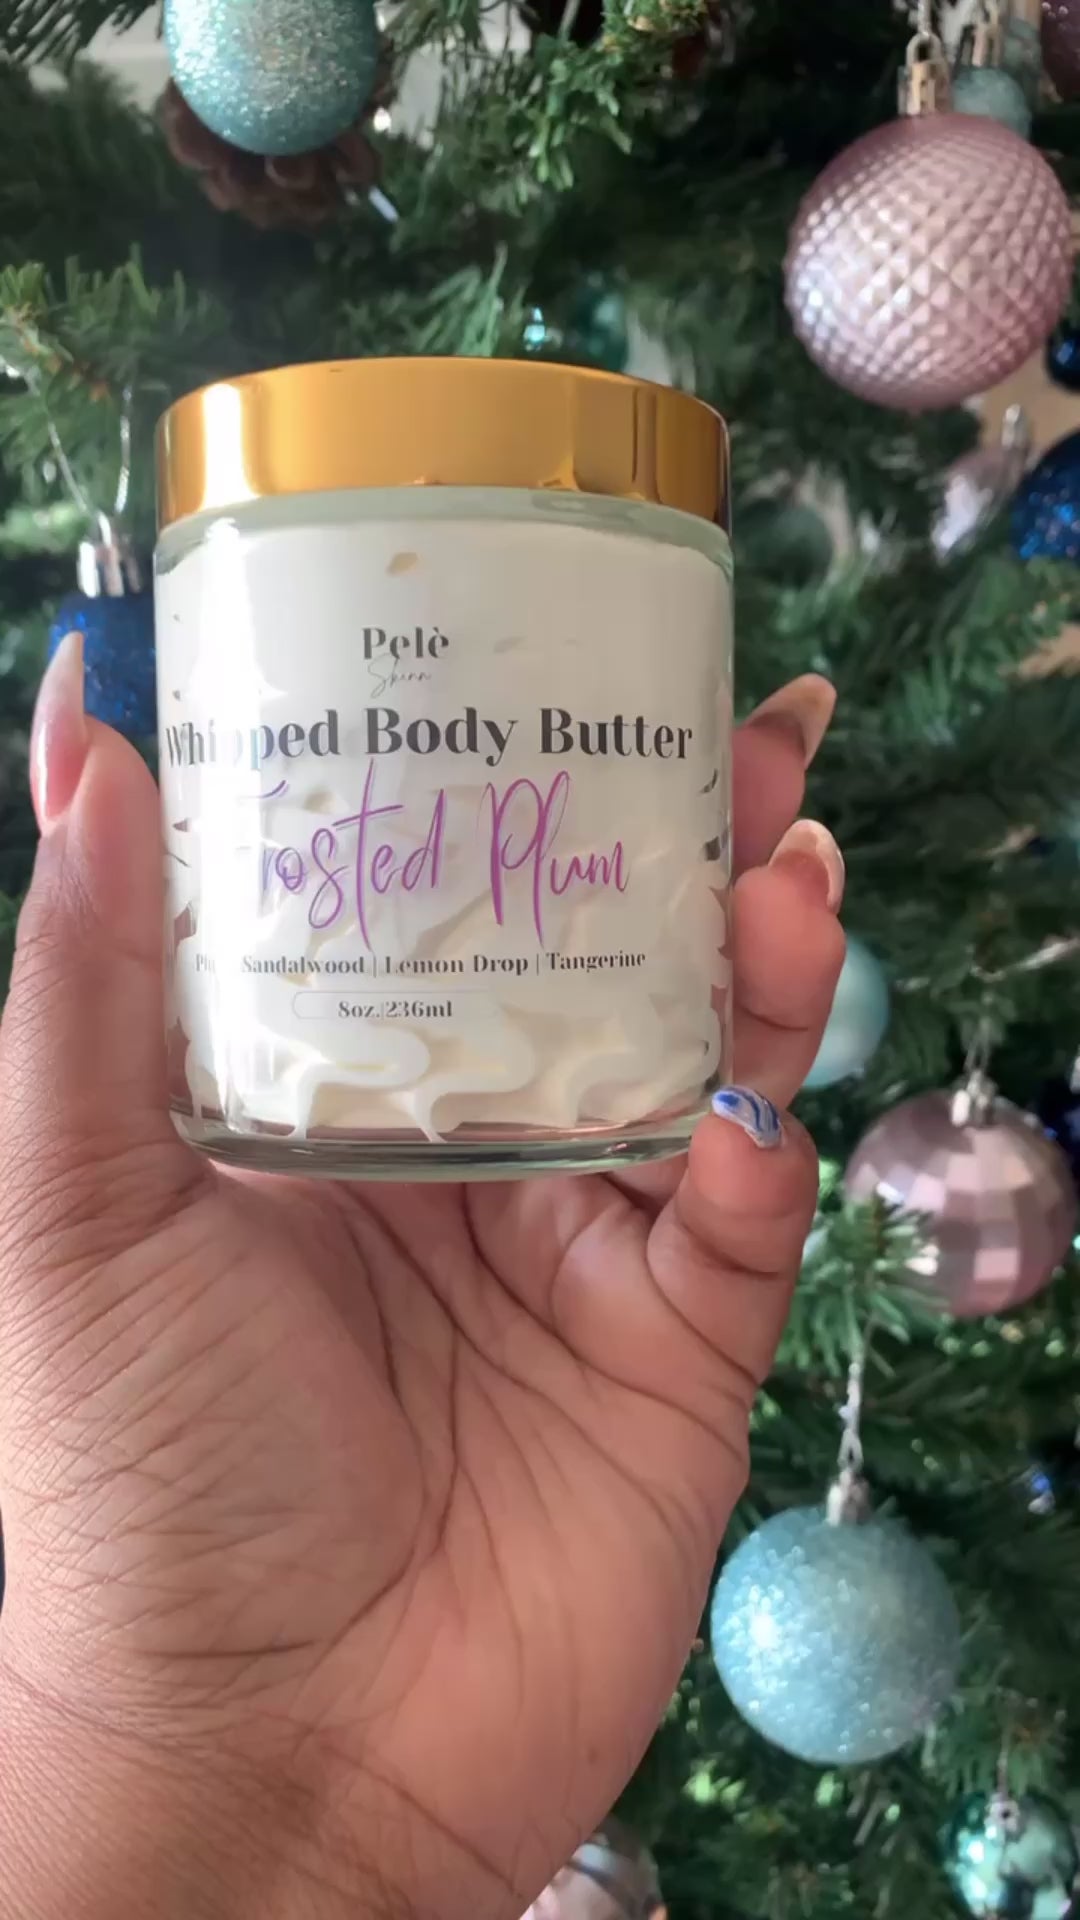 Pelè
Skinn
Whipped Body Butter
Frosted Plum
Sandalwood | Lemon Drop | Tangerine
8oz.|236ml